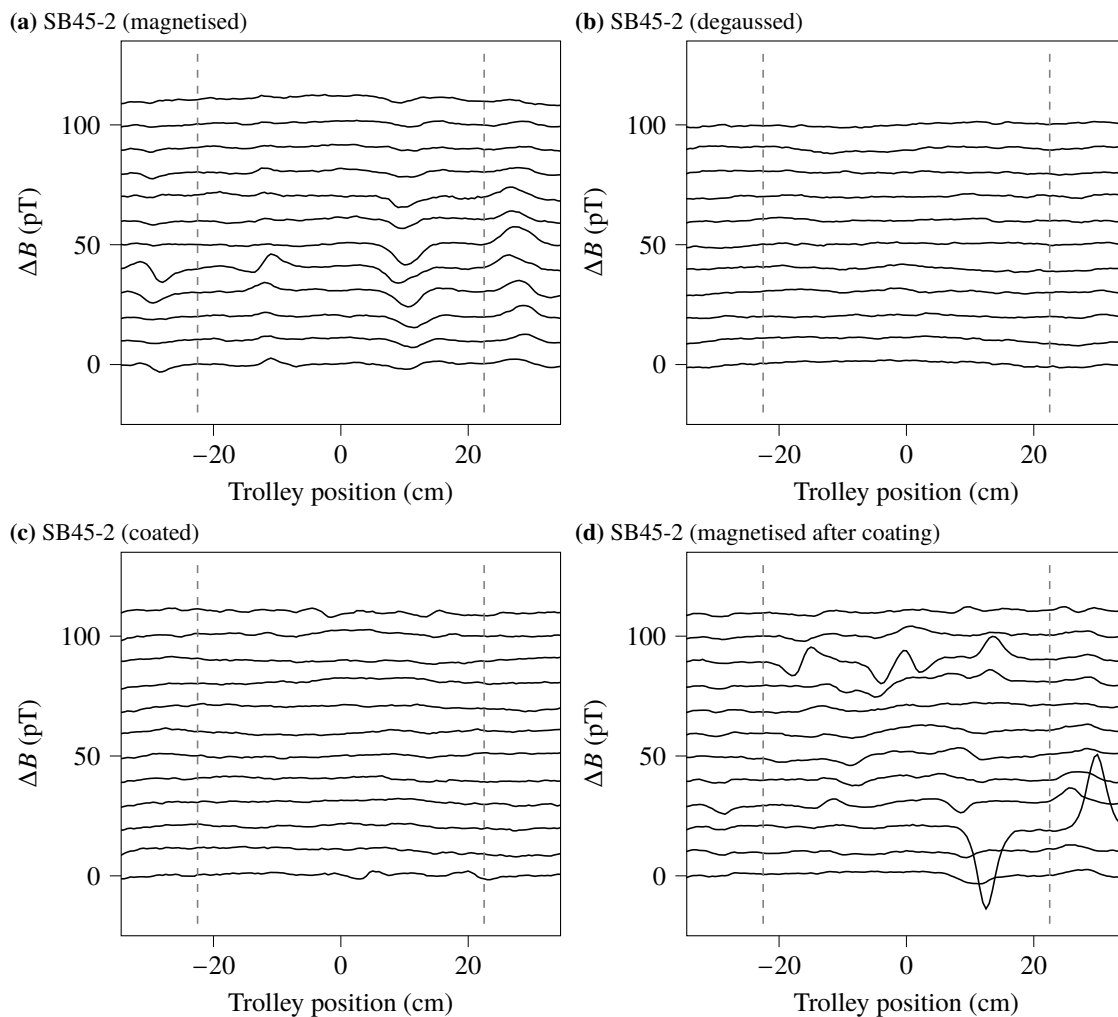 (a) SB45-2 (magnetised)
100
50
0
ΔB (pT)
−20 0 20
Trolley position (cm)
(b) SB45-2 (degaussed)
100
50
0
ΔB (pT)
−20 0 20
Trolley position (cm)
(c) SB45-2 (coated)
100
50
0
ΔB (pT)
−20 0 20
Trolley position (cm)
(d) SB45-2 (magnetised after coating)
100
50
0
ΔB (pT)
−20 0 20
Trolley position (cm)